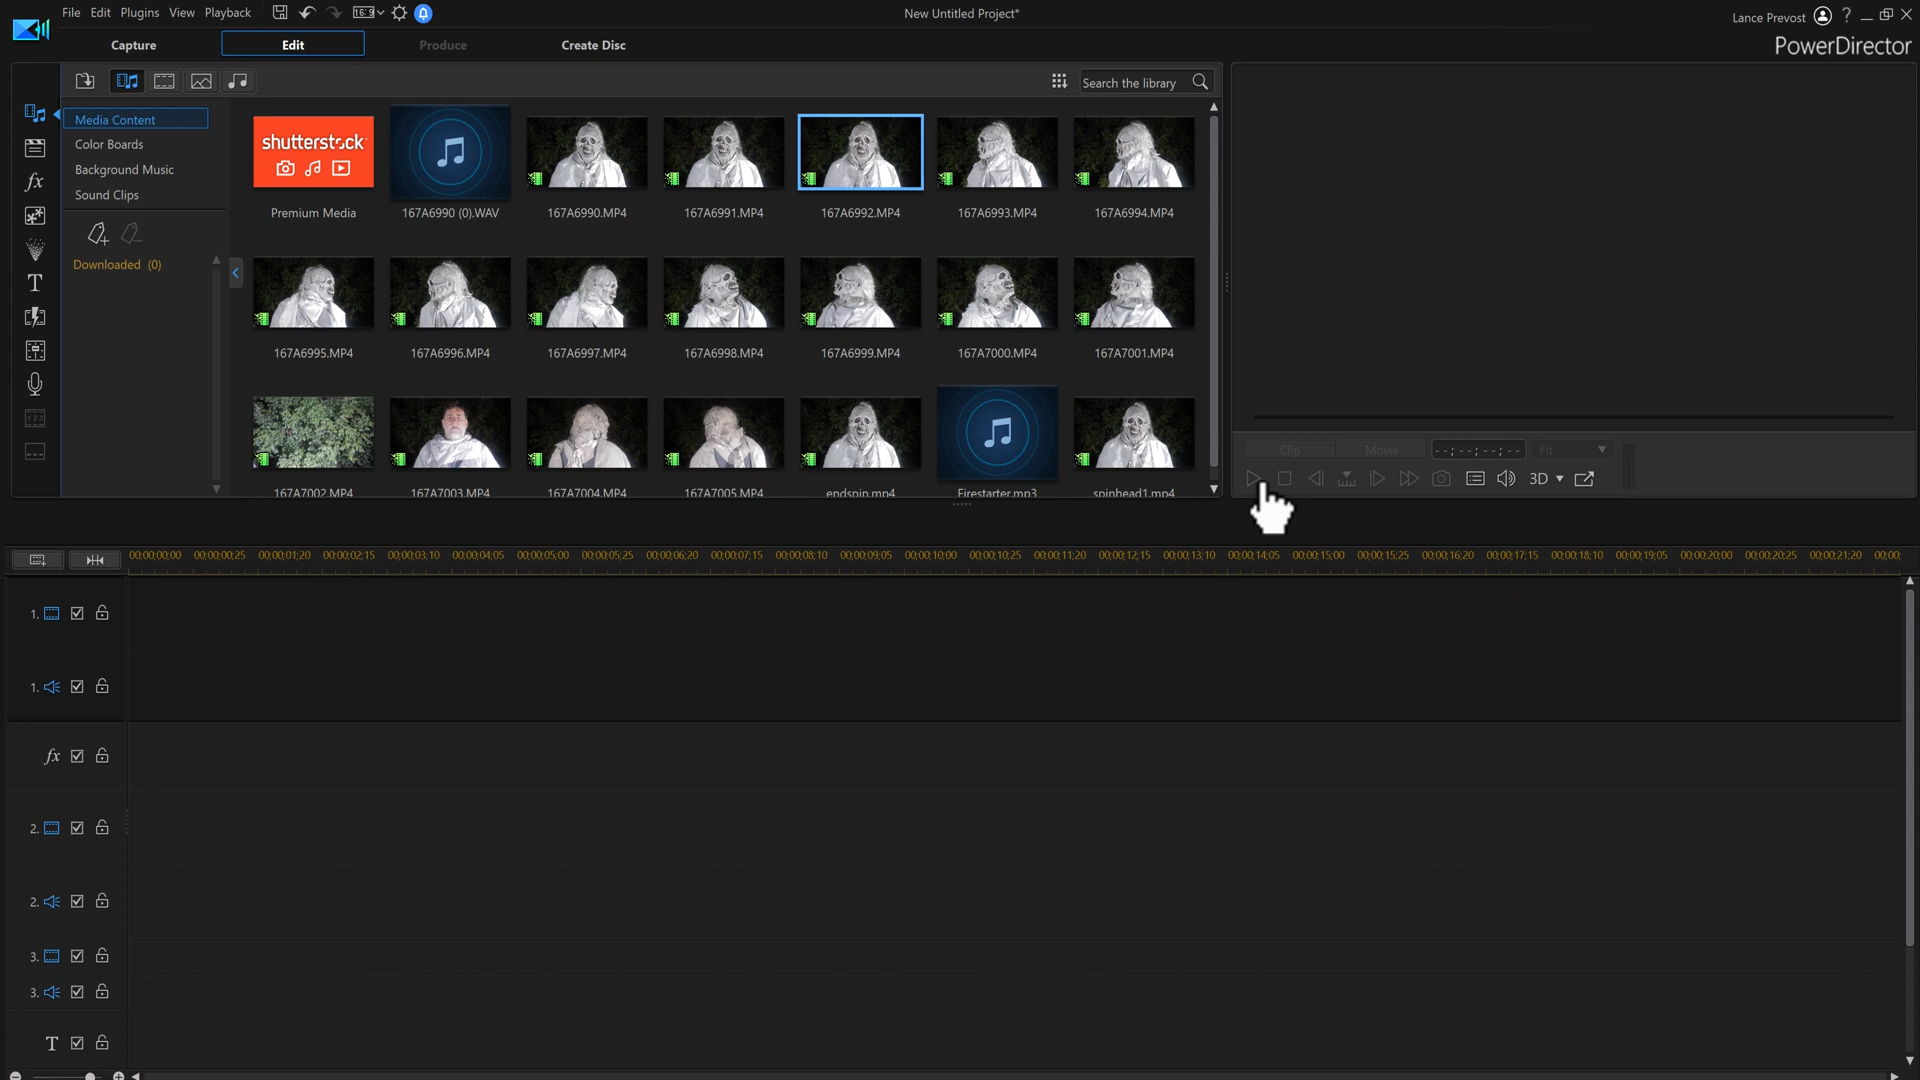 File Edit Plugins View Playback 16:9 New Untitled Project* Lance Prevost ?
PowerDirector
Capture Edit Produce Create Disc
Search the library
Media Content
Color Boards
Background Music
Sound Clips
Downloaded (0)
shutterstock
Premium Media 167A6990 (0).WAV 167A6990.MP4 167A6991.MP4 167A6992.MP4 167A6993.MP4 167A6994.MP4
167A6995.MP4 167A6996.MP4 167A6997.MP4 167A6998.MP4 167A6999.MP4 167A7000.MP4 167A7001.MP4
167A7002.MP4 167A7003.MP4 167A7004.MP4 167A7005.MP4 endspin.mp4 Firestarter.mp3 spinhead1.mp4
fx
T
Clip Movie --;--;--;-- Fit
3D
00;00;00;00 00;00;00;25 00;00;01;20 00;00;02;15 00;00;03;10 00;00;04;05 00;00;05;00 00;00;05;25 00;00;06;20 00;00;07;15 00;00;08;10 00;00;09;05 00;00;10;00 00;00;10;25 00;00;11;20 00;00;12;15 00;00;13;10 00;00;14;05 00;00;15;00 00;00;15;25 00;00;16;20 00;00;17;15 00;00;18;10 00;00;19;05 00;00;20;00 00;00;20;25 00;00;21;20 00;00;
1.
1.
fx
2.
2.
3.
3.
T